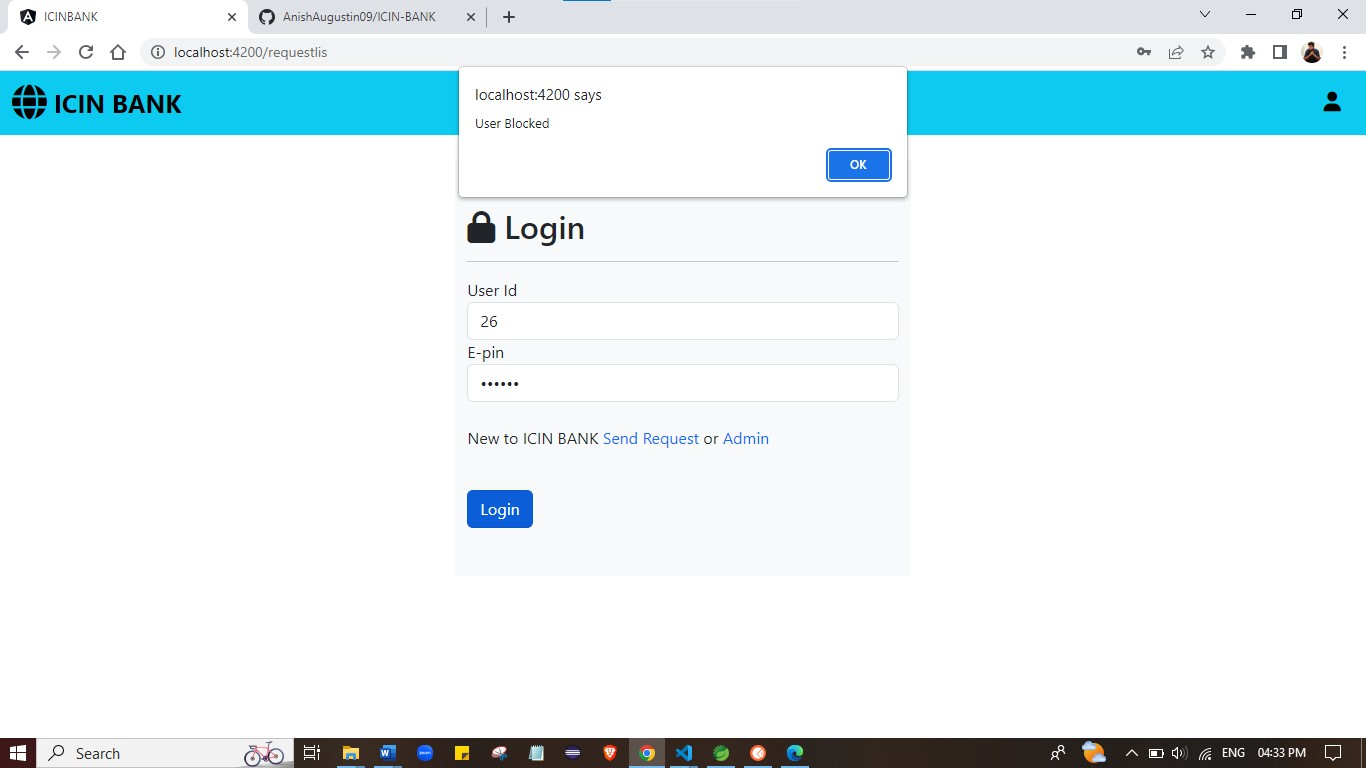 ICINBANK
AnishAugustin09/ICIN-BANK
localhost:4200/requestlis
ICIN BANK
localhost:4200 says
User Blocked
OK
Login
User Id
26
E-pin
••••••
New to ICIN BANK Send Request or Admin
Login
Search
ENG
04:33 PM